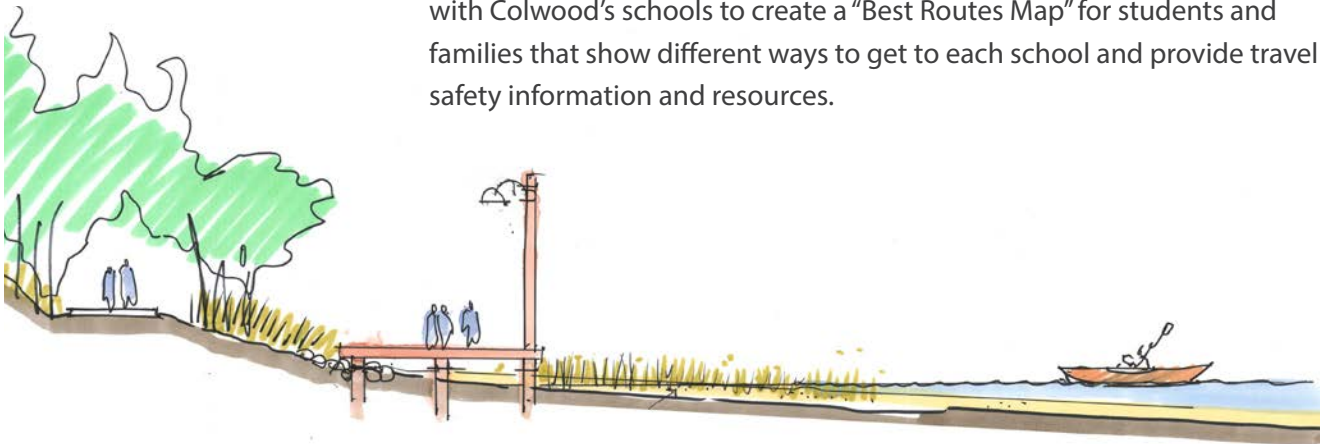 with Colwood’s schools to create a “Best Routes Map” for students and
families that show different ways to get to each school and provide travel
safety information and resources.